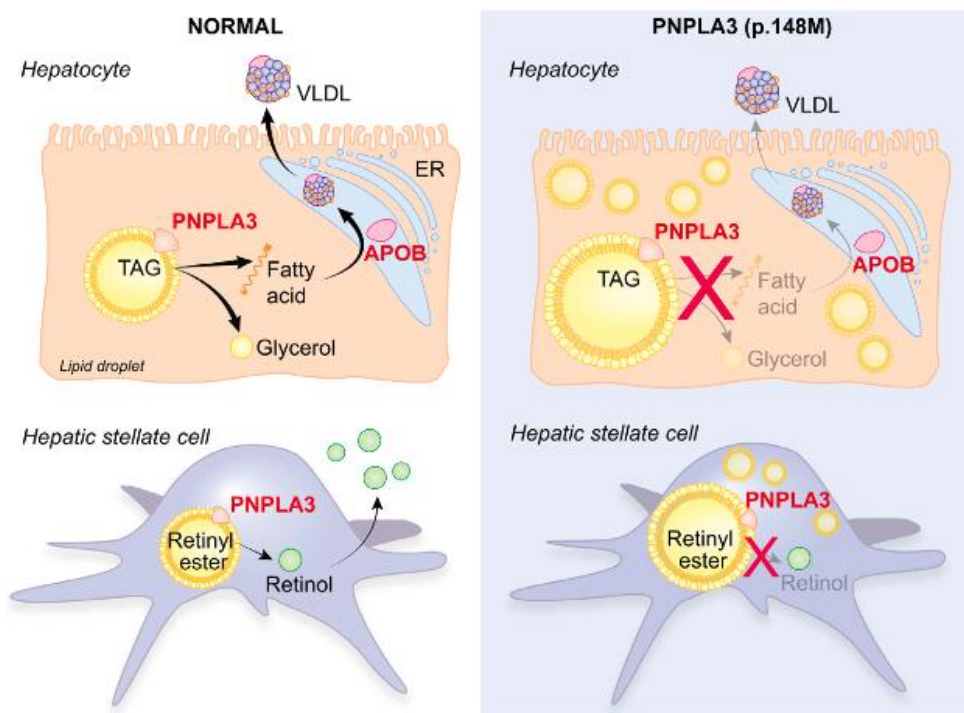 NORMAL
Hepatocyte
VLDL
ER
PNPLA3
TAG
APOB
Fatty
acid
Glycerol
Lipid droplet
Hepatic stellate cell
PNPLA3
Retinyl
ester
Retinol
PNPLA3 (p.148M)
Hepatocyte
VLDL
PNPLA3
TAG
APOB
Fatty
acid
Glycerol
Hepatic stellate cell
PNPLA3
Retinyl
ester
Retinol